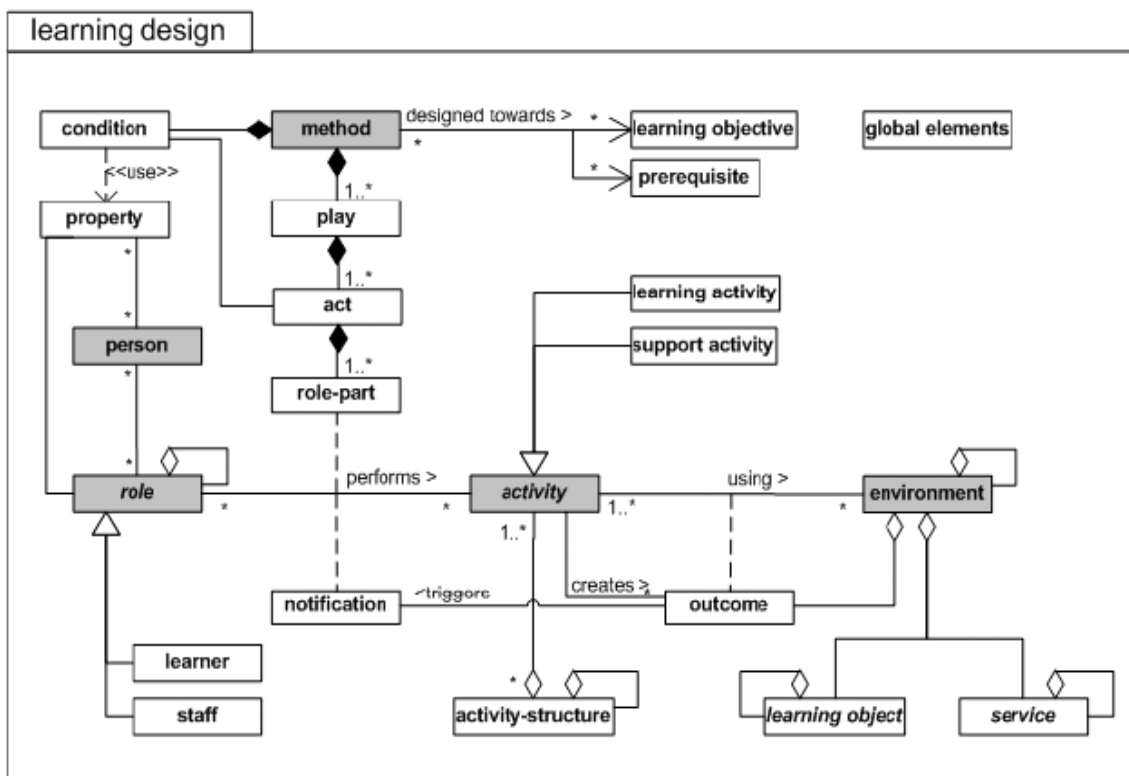 learning design
condition
method
designed towards >
*
*
learning objective
global elements
<<use>>
*
prerequisite
1..*
property
play
*
1..*
learning activity
act
*
person
support activity
*
1..*
role-part
*
performs >
using >
role
activity
environment
*
*
1..*
*
1..*
creates >
*
notification
outcome
learner
*
staff
activity-structure
learning object
service